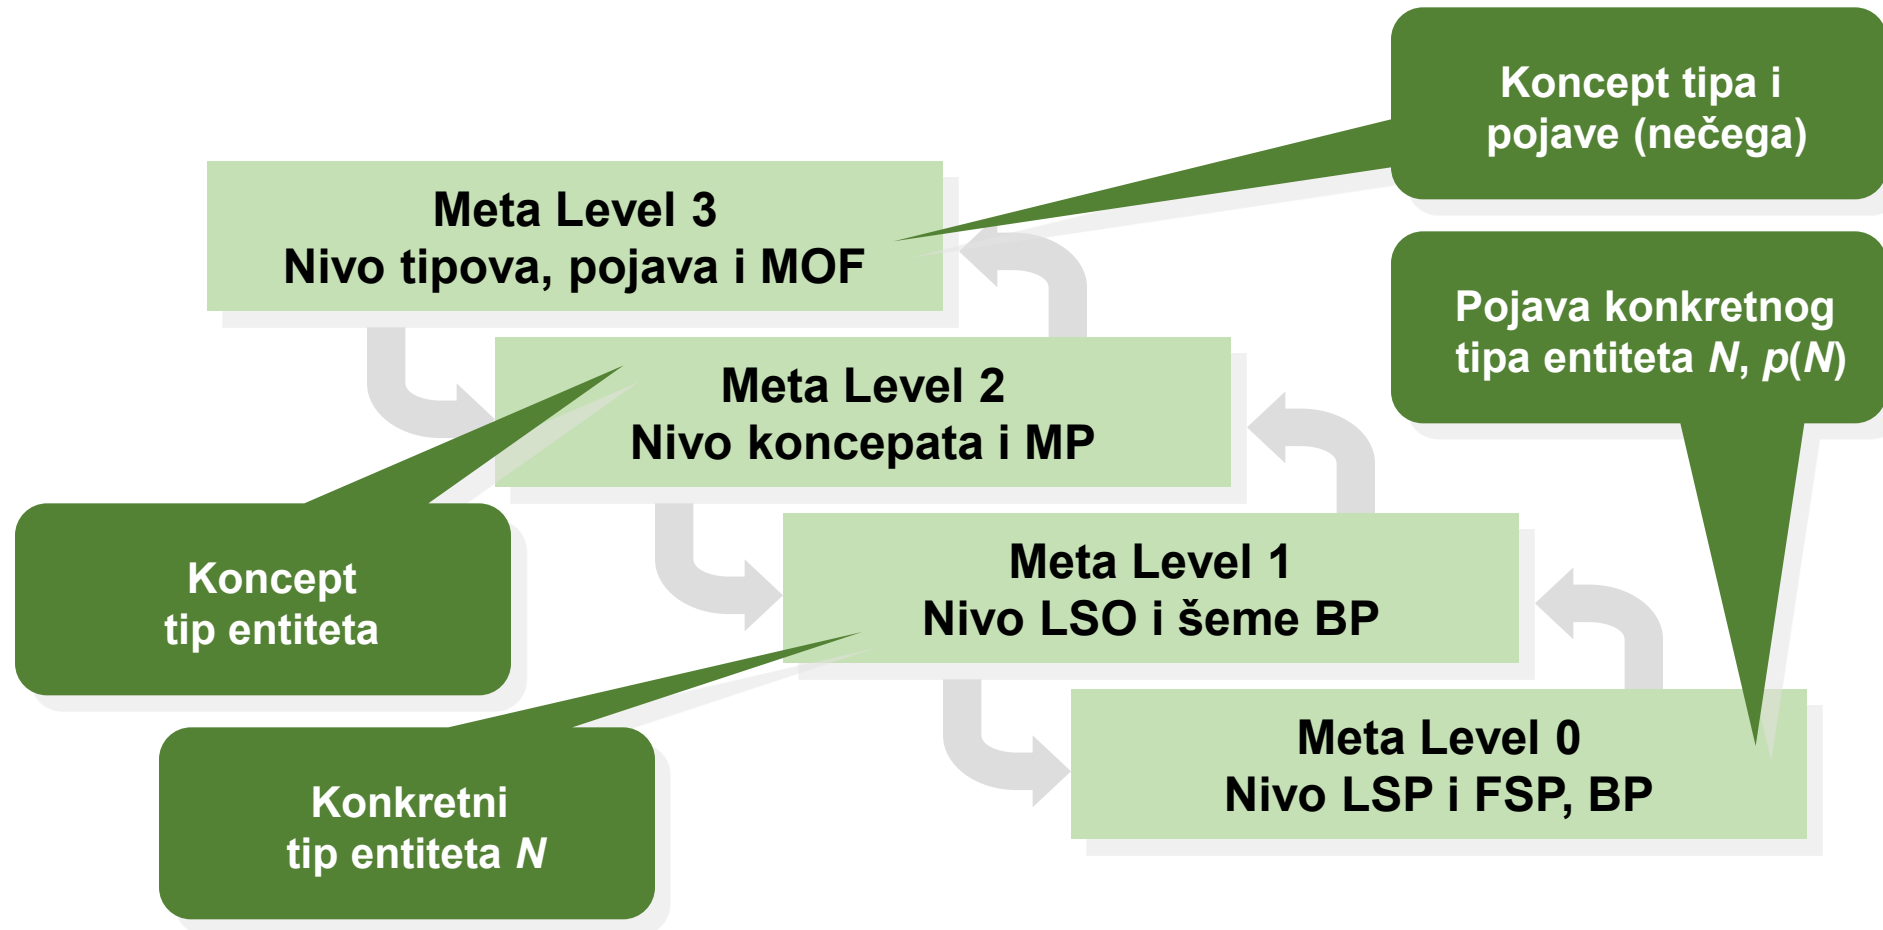 Koncept tipa i
pojave (nečega)
Meta Level 3
Nivo tipova, pojava i MOF
Pojava konkretnog
tipa entiteta N, p(N)
Meta Level 2
Nivo koncepata i MP
Koncept
tip entiteta
Meta Level 1
Nivo LSO i šeme BP
Meta Level 0
Nivo LSP i FSP, BP
Konkretni
tip entiteta N